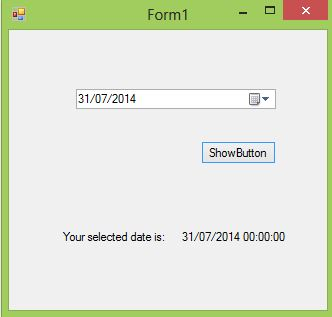 Form1
31/07/2014
ShowButton
Your selected date is: 31/07/2014 00:00:00